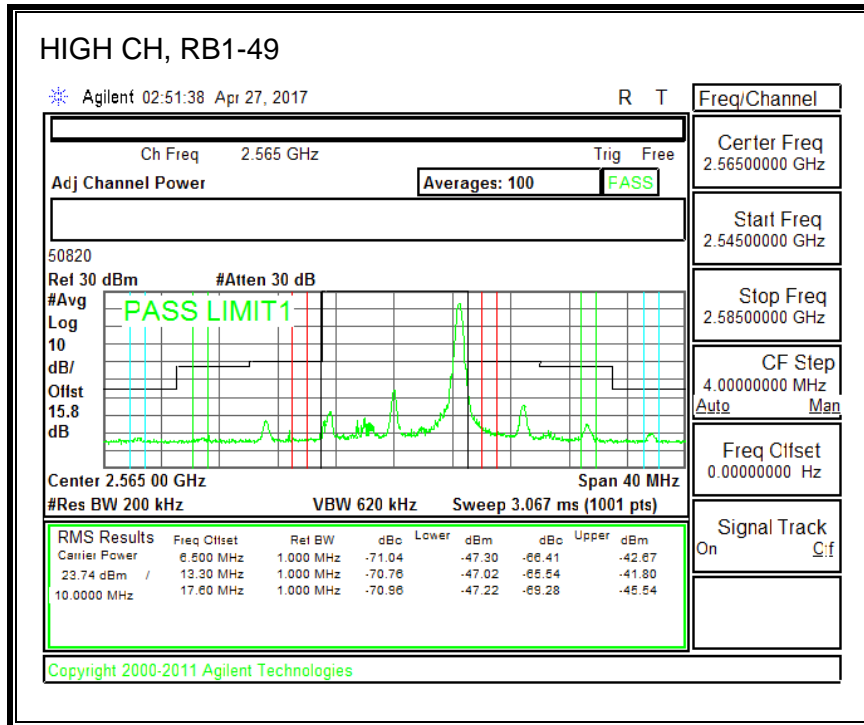 HIGH CH, RB1-49
Agilent 02:51:38 Apr 27, 2017 R T
Freq/Channel
Ch Freq 2.565 GHz Trig Free
Adj Channel Power Averages: 100 PASS
Center Freq
2.56500000 GHz
Start Freq
2.54500000 GHz
Stop Freq
2.58500000 GHz
CF Step
4.00000000 MHz
Auto Man
Freq Offset
0.00000000 Hz
Signal Track
On Off
50820
Ref 30 dBm #Atten 30 dB
#Avg
Log
10
dB/
Offst
15.8
dB
PASS LIMIT1
Center 2.565 00 GHz Span 40 MHz
#Res BW 200 kHz VBW 620 kHz Sweep 3.067 ms (1001 pts)
RMS Results Freq Offset Ref BW dBc Lower dBm dBc Upper dBm
Carrier Power 6.500 MHz 1.000 MHz -71.04 -47.30 -66.41 -42.67
23.74 dBm / 13.30 MHz 1.000 MHz -70.76 -47.02 -65.54 -41.80
10.0000 MHz 17.60 MHz 1.000 MHz -70.96 -47.22 -69.28 -45.54
Copyright 2000-2011 Agilent Technologies